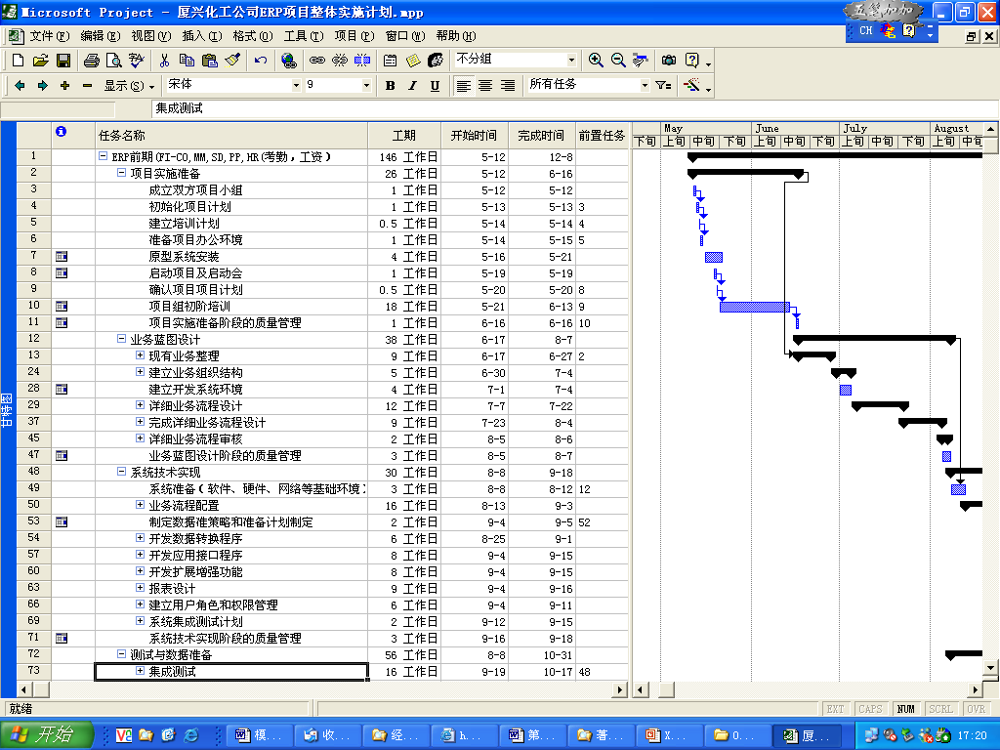 Microsoft Project - 厦兴化工公司ERP项目整体实施计划.mpp
五笔加加
文件(F) 编辑(E) 视图(V) 插入(I) 格式(O) 工具(T) 项目(P) 窗口(W) 帮助(H)
CH 笔
不分组
显示(S) 宋体 9 B I U 所有任务
集成测试
任务名称 工期 开始时间 完成时间 前置任务
May June July August
下旬 上旬 中旬 下旬 上旬 中旬 下旬 上旬 中旬 下旬 上旬 中旬
1 ERP前期(FI-CO,MM,SD,PP,HR(考勤，工资) 146 工作日 5-12 12-8
2 项目实施准备 26 工作日 5-12 6-16
3 成立双方项目小组 1 工作日 5-12 5-12
4 初始化项目计划 1 工作日 5-13 5-13 3
5 建立培训计划 0.5 工作日 5-14 5-14 4
6 准备项目办公环境 1 工作日 5-14 5-15 5
7 原型系统安装 4 工作日 5-16 5-21
8 启动项目及启动会 1 工作日 5-19 5-19
9 确认项目项目计划 0.5 工作日 5-20 5-20 8
10 项目组初阶培训 18 工作日 5-21 6-13 9
11 项目实施准备阶段的质量管理 1 工作日 6-16 6-16 10
12 业务蓝图设计 38 工作日 6-17 8-7
13 现有业务整理 9 工作日 6-17 6-27 2
24 建立业务组织结构 5 工作日 6-30 7-4
28 建立开发系统环境 4 工作日 7-1 7-4
29 详细业务流程设计 12 工作日 7-7 7-22
37 完成详细业务流程设计 9 工作日 7-23 8-4
45 详细业务流程审核 2 工作日 8-5 8-6
47 业务蓝图设计阶段的质量管理 3 工作日 8-5 8-7
48 系统技术实现 30 工作日 8-8 9-18
49 系统准备(软件、硬件、网络等基础环境) 3 工作日 8-8 8-12 12
50 业务流程配置 16 工作日 8-13 9-3
53 制定数据准策略和准备计划制定 2 工作日 9-4 9-5 52
54 开发数据转换程序 6 工作日 8-25 9-1
57 开发应用接口程序 8 工作日 9-4 9-15
60 开发扩展增强功能 8 工作日 9-4 9-15
63 报表设计 9 工作日 9-4 9-16
66 建立用户角色和权限管理 6 工作日 9-4 9-11
69 系统集成测试计划 2 工作日 9-12 9-15
71 系统技术实现阶段的质量管理 3 工作日 9-16 9-18
72 测试与数据准备 56 工作日 8-8 10-31
73 集成测试 16 工作日 9-19 10-17 48
甘特图
就绪 EXT CAPS NUM SCRL OVR
开始 模... 收... 经... h... 第... 著... X... O... 厦... 17:20